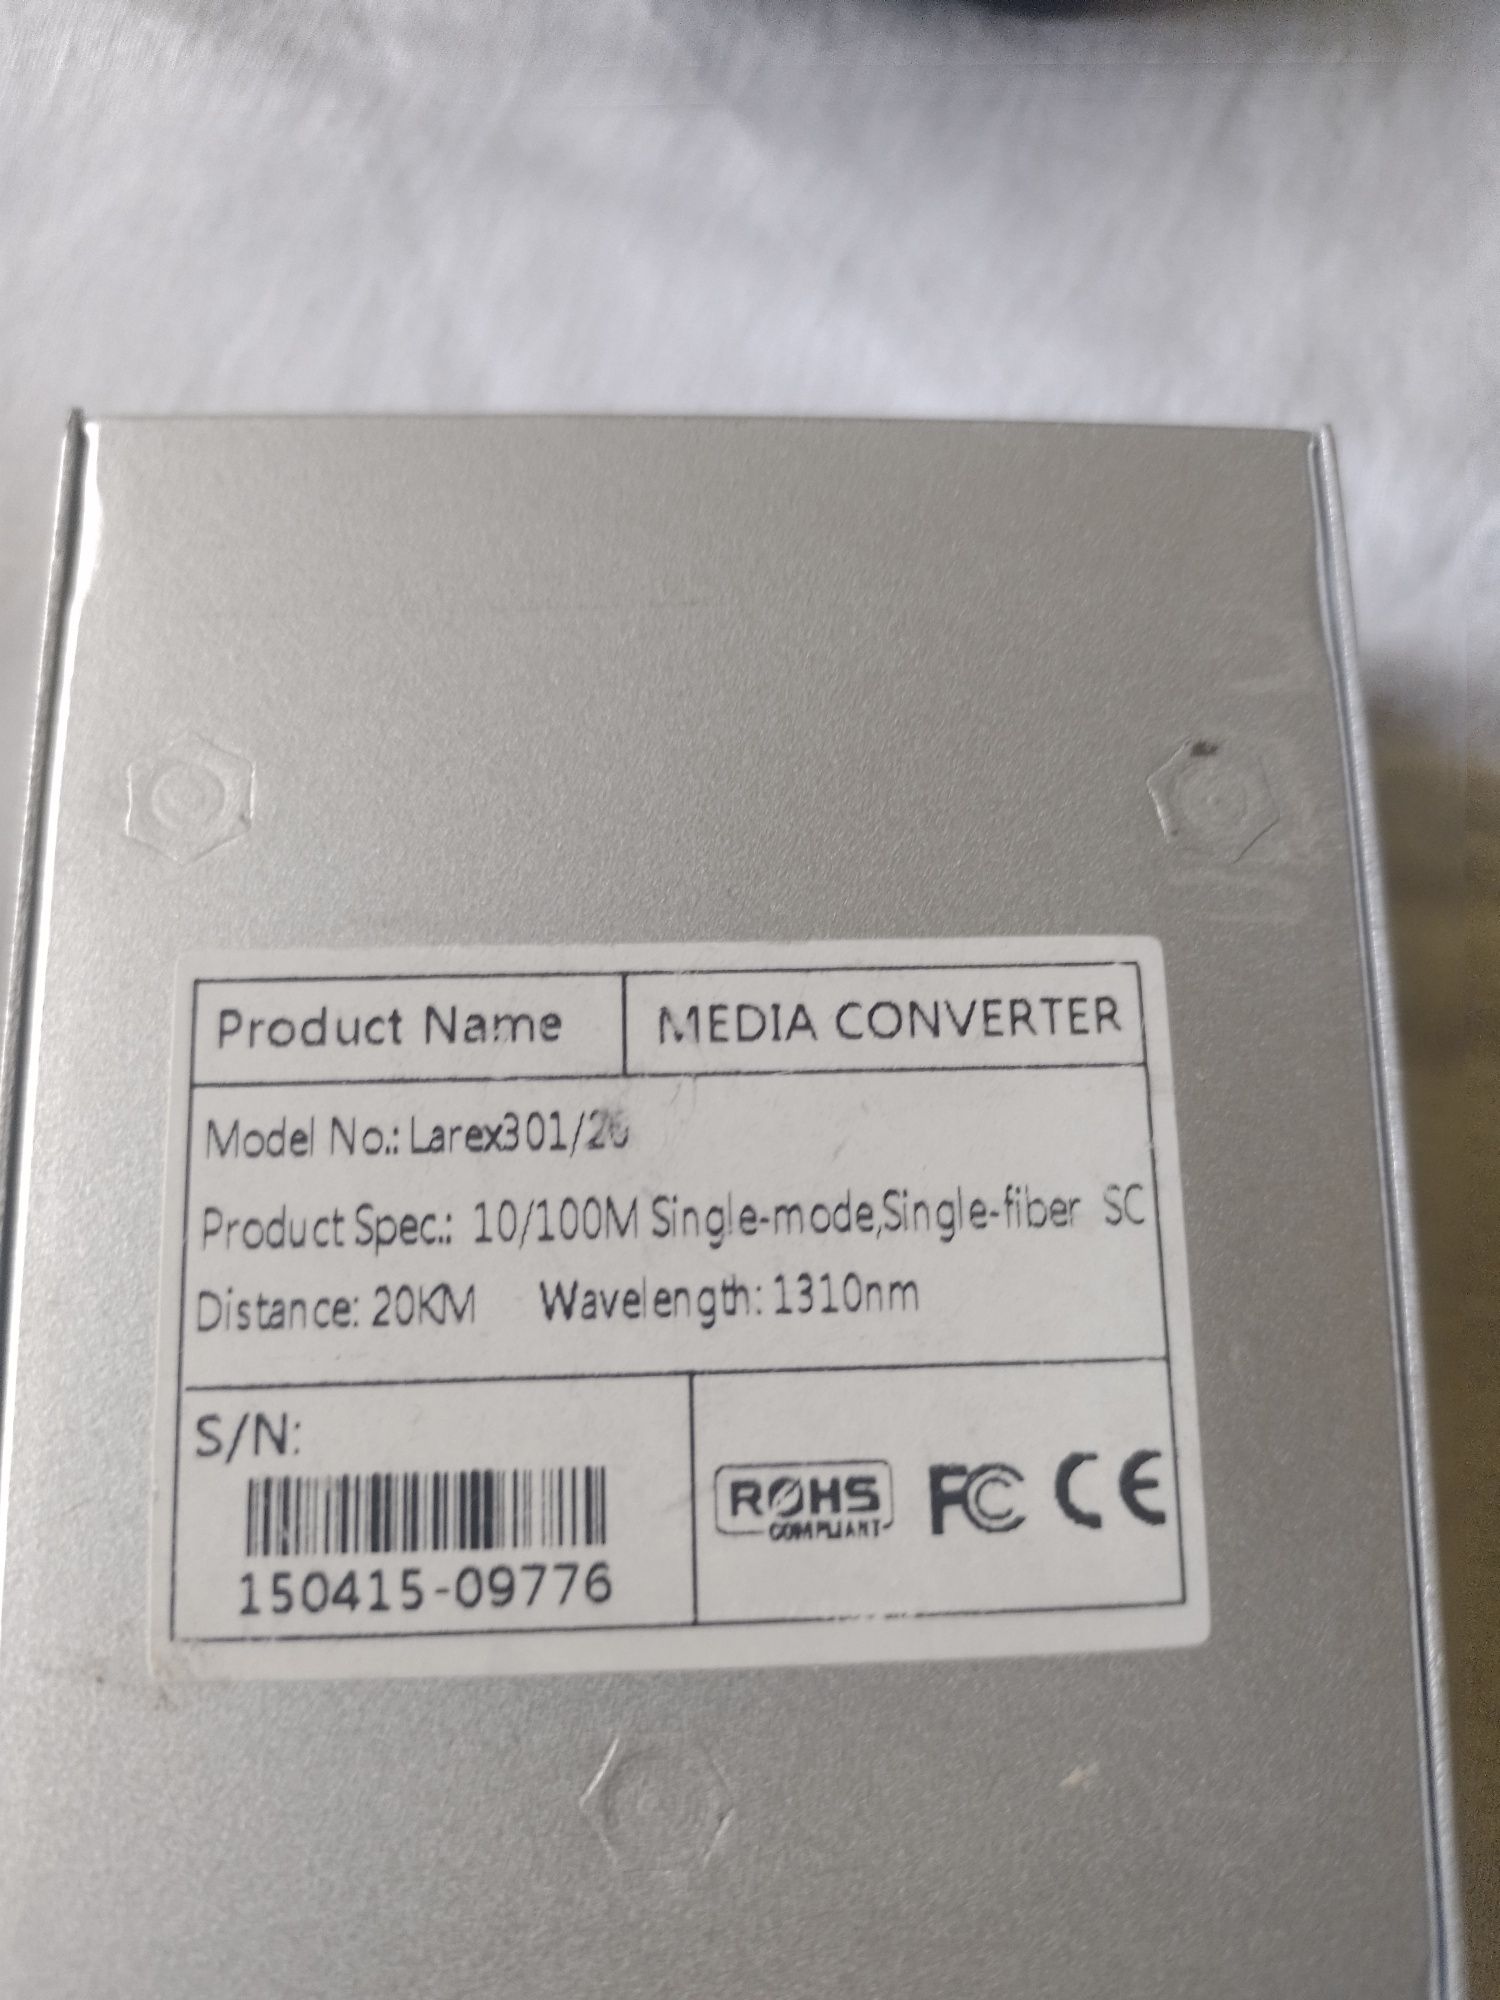 Product Name MEDIA CONVERTER
Model No.: Larex301/20
Product Spec.: 10/100M Single-mode,Single-fiber SC
Distance: 20KM Wavelength: 1310nm
S/N:
ROHS FC CE
COMPLIANT
150415-09776